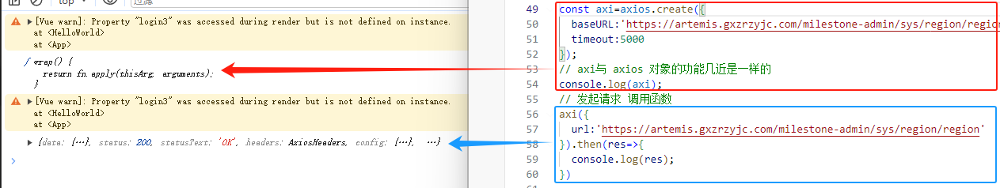 top
过滤
[Vue warn]: Property "login3" was accessed during render but is not defined on instance.
at <HelloWorld>
at <App>
ƒ wrap() {
return fn.apply(thisArg, arguments);
}
[Vue warn]: Property "login3" was accessed during render but is not defined on instance.
at <HelloWorld>
at <App>
{data: {…}, status: 200, statusText: 'OK', headers: AxiosHeaders, config: {…}, …}
49 const axi=axios.create({
50 baseURL:'https://artemis.gxzrzyjc.com/milestone-admin/sys/region/region
51 timeout:5000
52 });
53 // axi与 axios 对象的功能几近是一样的
54 console.log(axi);
55 // 发起请求 调用函数
56 axi({
57 url:'https://artemis.gxzrzyjc.com/milestone-admin/sys/region/region'
58 }).then(res=>{
59 console.log(res);
60 })